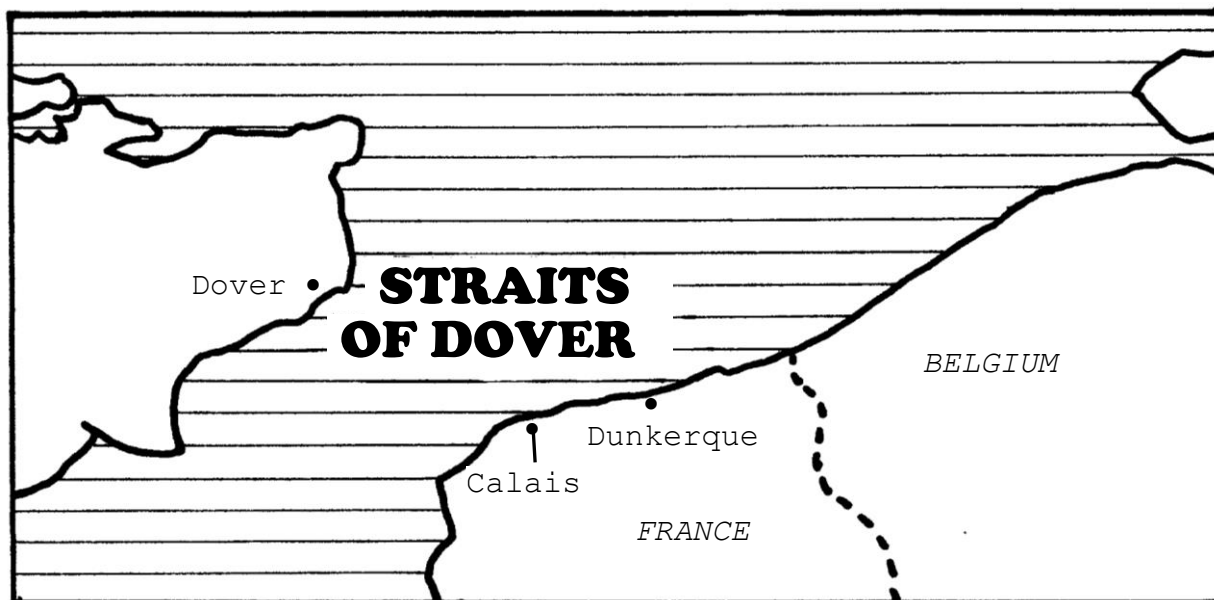 Dover
STRAITS
OF DOVER
BELGIUM
Dunkerque
Calais
FRANCE